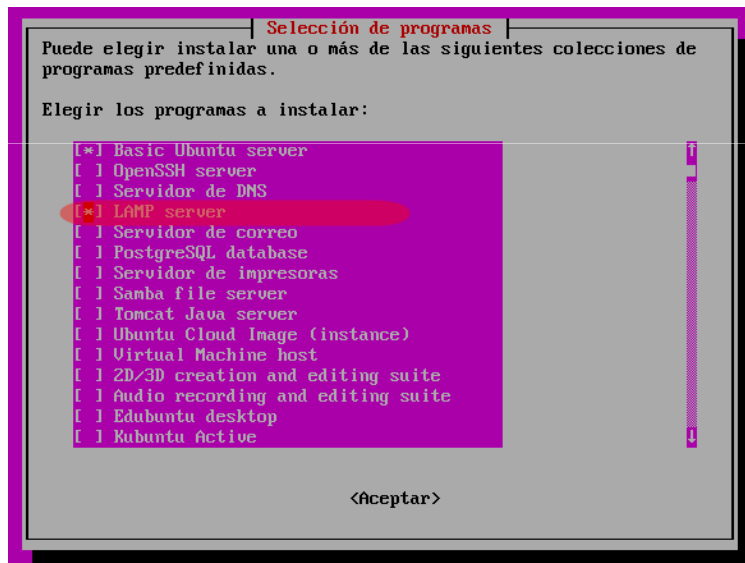 Selección de programas
Puede elegir instalar una o más de las siguientes colecciones de
programas predefinidas.
Elegir los programas a instalar:
[*] Basic Ubuntu server
[ ] OpenSSH server
[ ] Servidor de DNS
[*] LAMP server
[ ] Servidor de correo
[ ] PostgreSQL database
[ ] Servidor de impresoras
[ ] Samba file server
[ ] Tomcat Java server
[ ] Ubuntu Cloud Image (instance)
[ ] Virtual Machine host
[ ] 2D/3D creation and editing suite
[ ] Audio recording and editing suite
[ ] Edubuntu desktop
[ ] Kubuntu Active
<Aceptar>